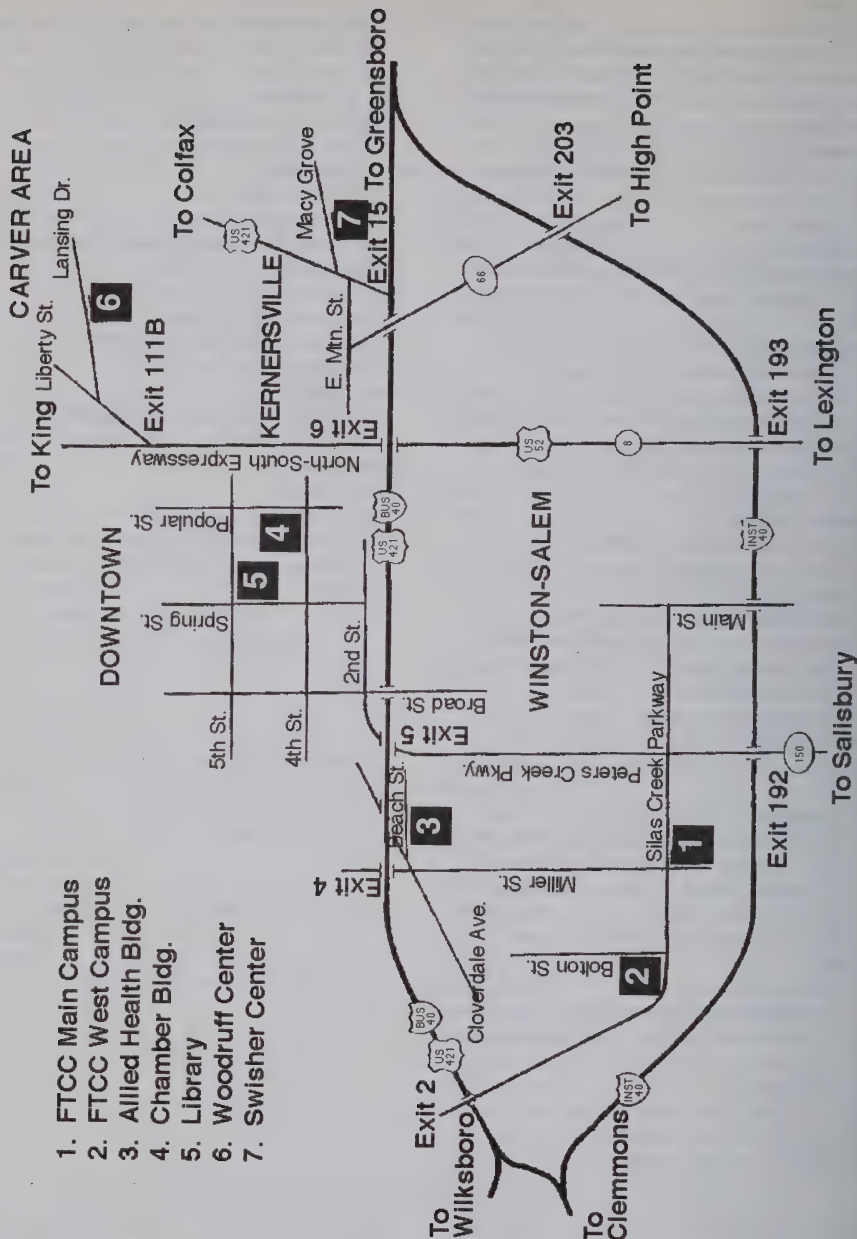 1. FTCC Main Campus
2. FTCC West Campus
3. Allied Health Bldg.
4. Chamber Bldg.
5. Library
6. Woodruff Center
7. Swisher Center
To Wilksboro
To Clemmons
Exit 2
US 421
BUS 40
INST 40
Cloverdale Ave.
Bolton St.
2
Exit 4
Miller St.
Silas Creek Parkway
1
Beach St.
3
Exit 5
Peters Creek Pkwy.
Exit 192
150
To Salisbury
DOWNTOWN
5th St.
4th St.
2nd St.
Broad St.
Spring St.
Popular St.
5
4
WINSTON-SALEM
Main St.
US 421
BUS 40
INST 40
North-South Expressway
To King
Exit 6
US 52
8
Exit 193
To Lexington
CARVER AREA
Liberty St.
Lansing Dr.
6
Exit 111B
KERNERSVILLE
E. Mtn. St.
To Colfax
US 421
Macy Grove
7
Exit 15
To Greensboro
66
Exit 203
To High Point